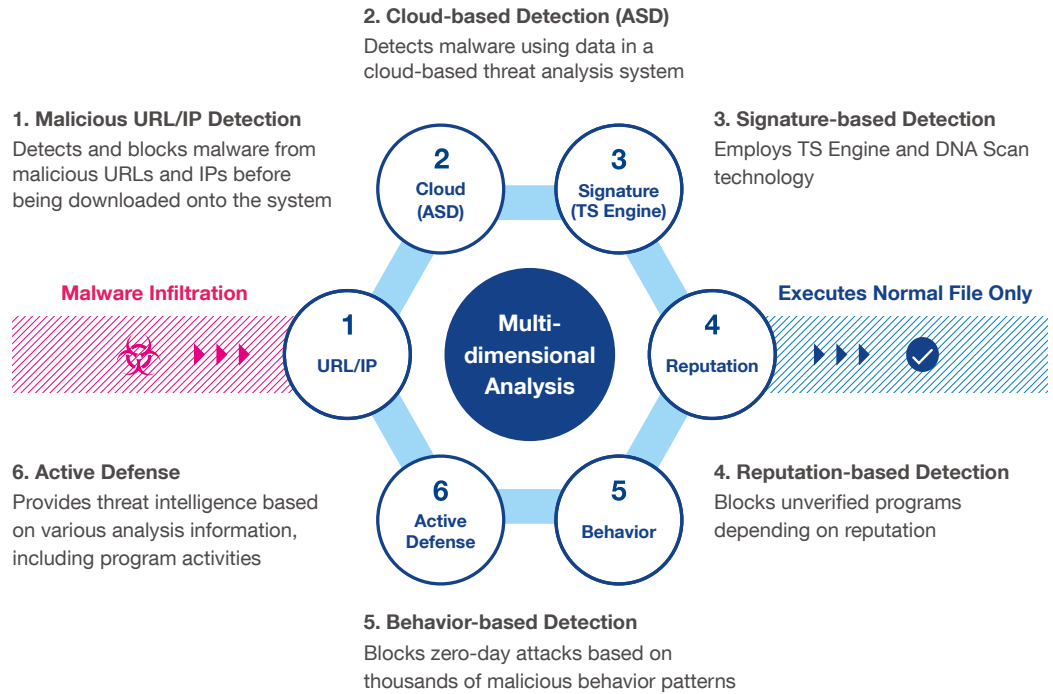 2. Cloud-based Detection (ASD)
Detects malware using data in a
cloud-based threat analysis system
1. Malicious URL/IP Detection
Detects and blocks malware from
malicious URLs and IPs before
being downloaded onto the system
3. Signature-based Detection
Employs TS Engine and DNA Scan
technology
2
Cloud
(ASD)
3
Signature
(TS Engine)
Malware Infiltration
Executes Normal File Only
1
URL/IP
Multi-
dimensional
Analysis
4
Reputation
6. Active Defense
Provides threat intelligence based
on various analysis information,
including program activities
6
Active
Defense
5
Behavior
4. Reputation-based Detection
Blocks unverified programs
depending on reputation
5. Behavior-based Detection
Blocks zero-day attacks based on
thousands of malicious behavior patterns